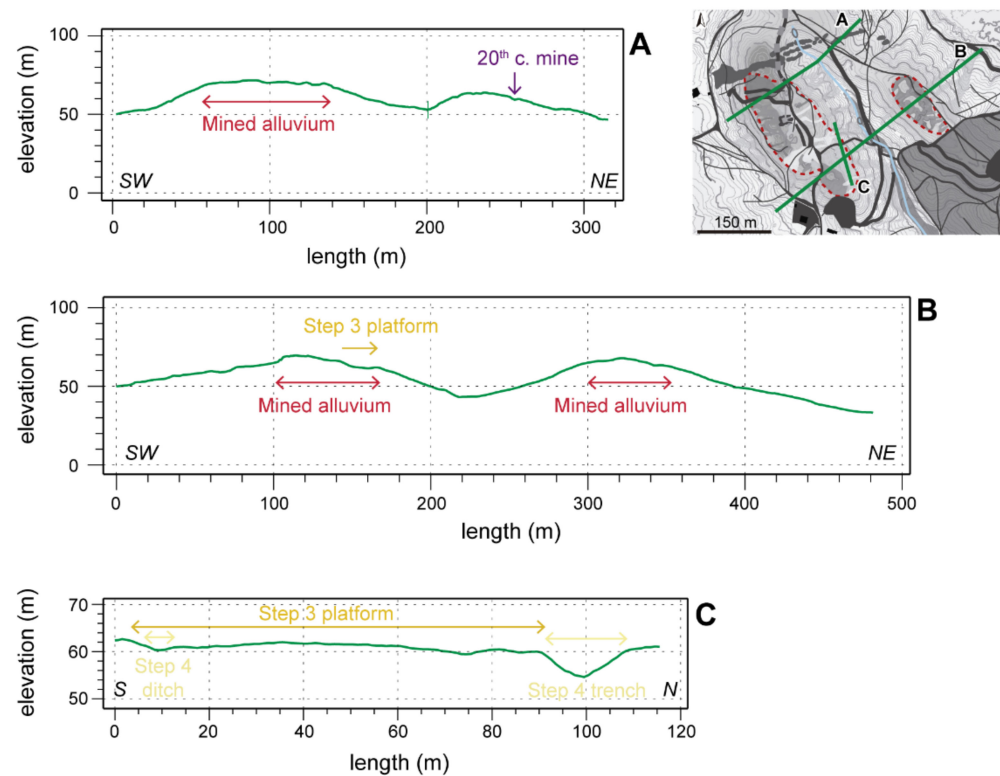 A
100
50
0
elevation (m)
20th c. mine
Mined alluvium
SW
NE
0
100
200
300
length (m)
A
B
C
150 m
B
100
50
0
elevation (m)
Step 3 platform
Mined alluvium
Mined alluvium
SW
NE
0
100
200
300
400
500
length (m)
C
70
60
50
elevation (m)
Step 3 platform
Step 4
ditch
Step 4 trench
S
N
0
20
40
60
80
100
120
length (m)